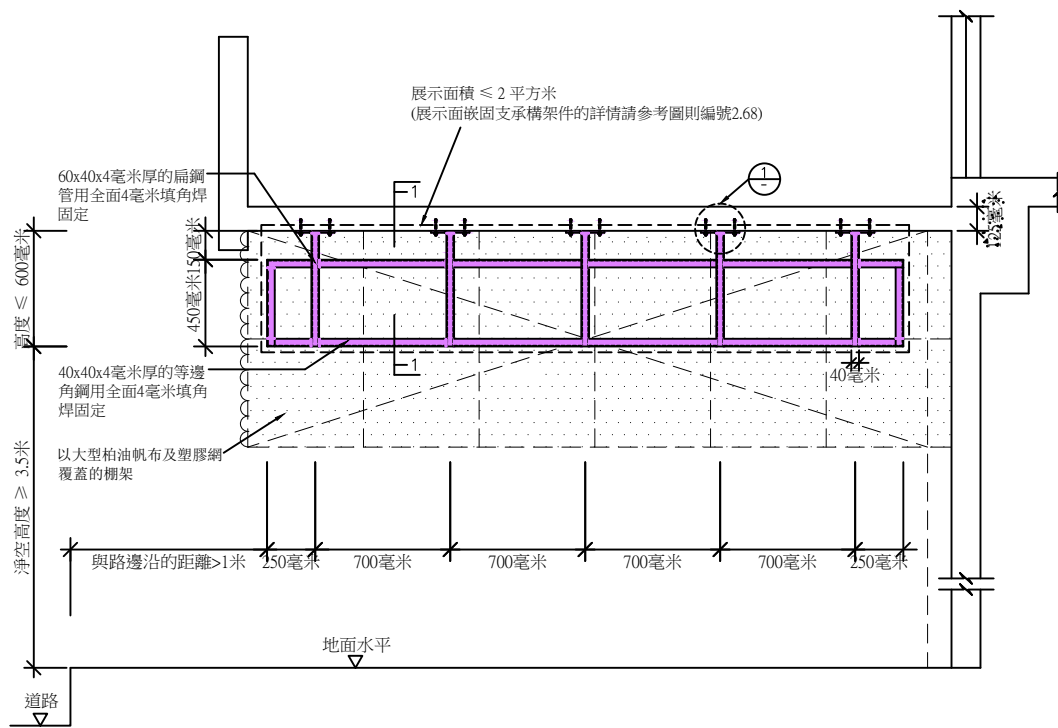 展示面積 ≤ 2 平方米
(展示面嵌固支承構架件的詳情請參考圖則編號2.68)
60x40x4毫米厚的扁鋼
管用全面4毫米填角焊
固定
1
1
-
125毫米
150毫米
450毫米
高度 ≤ 600毫米
1
40毫米
40x40x4毫米厚的等邊
角鋼用全面4毫米填角
焊固定
以大型柏油帆布及塑膠網
覆蓋的棚架
淨空高度 ≥ 3.5米
與路邊沿的距離>1米
250毫米
700毫米
700毫米
700毫米
700毫米
250毫米
地面水平
道路